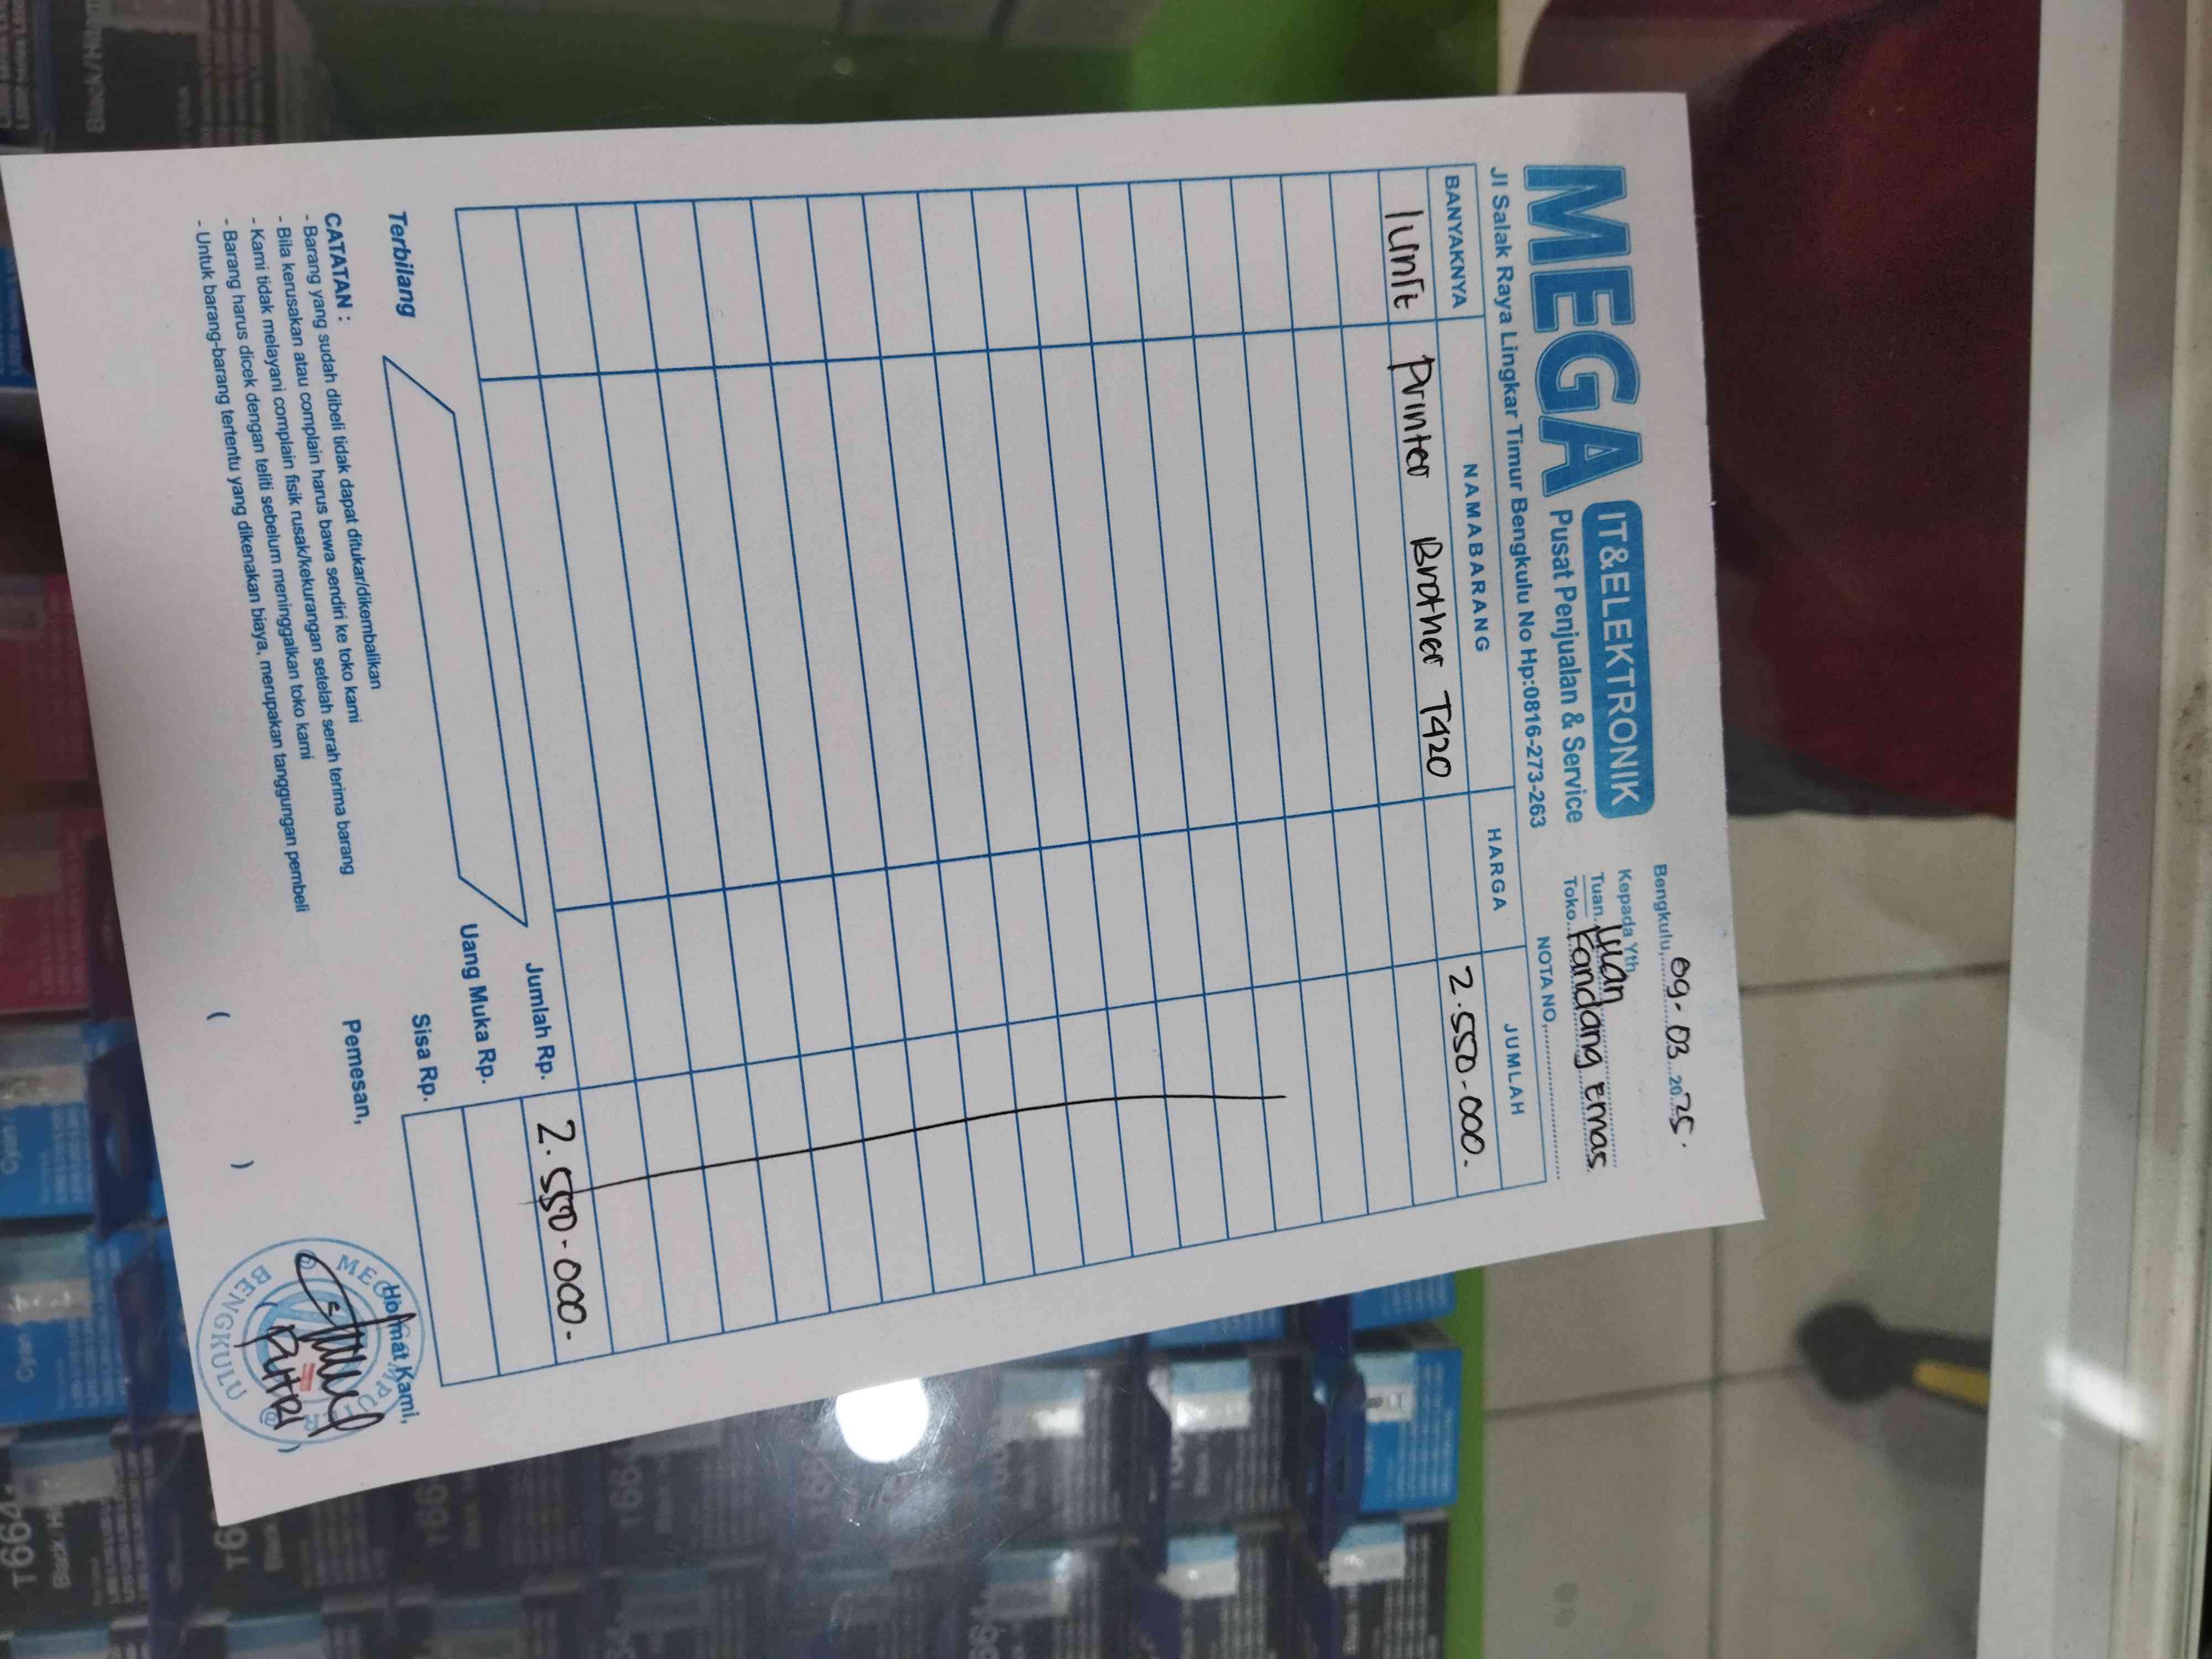 MEGA IT&ELEKTRONIK
Pusat Penjualan & Service
Jl Salak Raya Lingkar Timur Bengkulu No Hp:0816-273-263
Bengkulu, 09-03 2025.
Kepada Yth
Tuan
Toko Kandang Emas
NOTA NO,
BANYAKNYA NAMABARANG HARGA JUMLAH
1unit Printer Brother T420 2.550.000.
Jumlah Rp. 2.550.000.
Uang Muka Rp.
Sisa Rp.
Terbilang
CATATAN :
- Barang yang sudah dibeli tidak dapat ditukar/dikembalikan
- Bila kerusakan atau complain harus bawa sendiri ke toko kami
- Kami tidak melayani complain fisik rusak/kekurangan setelah serah terima barang
- Barang harus dicek dengan teliti sebelum meninggalkan toko kami
- Untuk barang-barang tertentu yang dikenakan biaya, merupakan tanggungan pembeli
Pemesan,
( )
Hormat Kami,
PUTRI
BENGKULU
T664